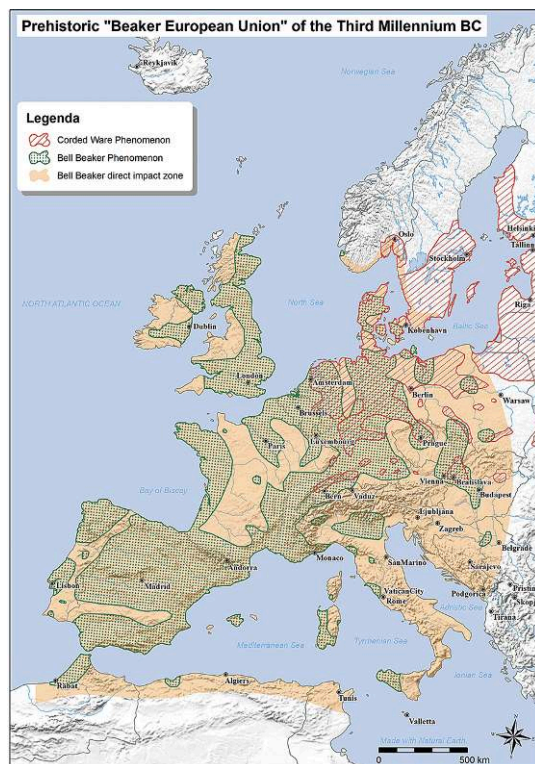 Prehistoric "Beaker European Union" of the Third Millennium BC
Reykjavik
Norwegian Sea
Legenda
Corded Ware Phenomenon
Bell Beaker Phenomenon
Bell Beaker direct impact zone
Oslo
Helsinki
Tallinn
Stockholm
NORTH ATLANTIC OCEAN
North Sea
Riga
Dublin
København
Baltic Sea
London
Amsterdam
Berlin
Warsaw
Brussels
Paris
Luxembourg
Prague
Vienna
Bratislava
Budapest
Bay of Biscay
Bern
Vaduz
Ljubljana
Zagreb
Belgrade
Monaco
SanMarino
Sarajevo
Andorra
Lisbon
Madrid
VaticanCity
Rome
Podgorica
Pristin
Skopj
Adriatic Sea
Tirana
Mediterranean Sea
Tyrrhenian Sea
Ionian Sea
Rabat
Algiers
Tunis
Valletta
Made with Natural Earth.
0
500 km
N